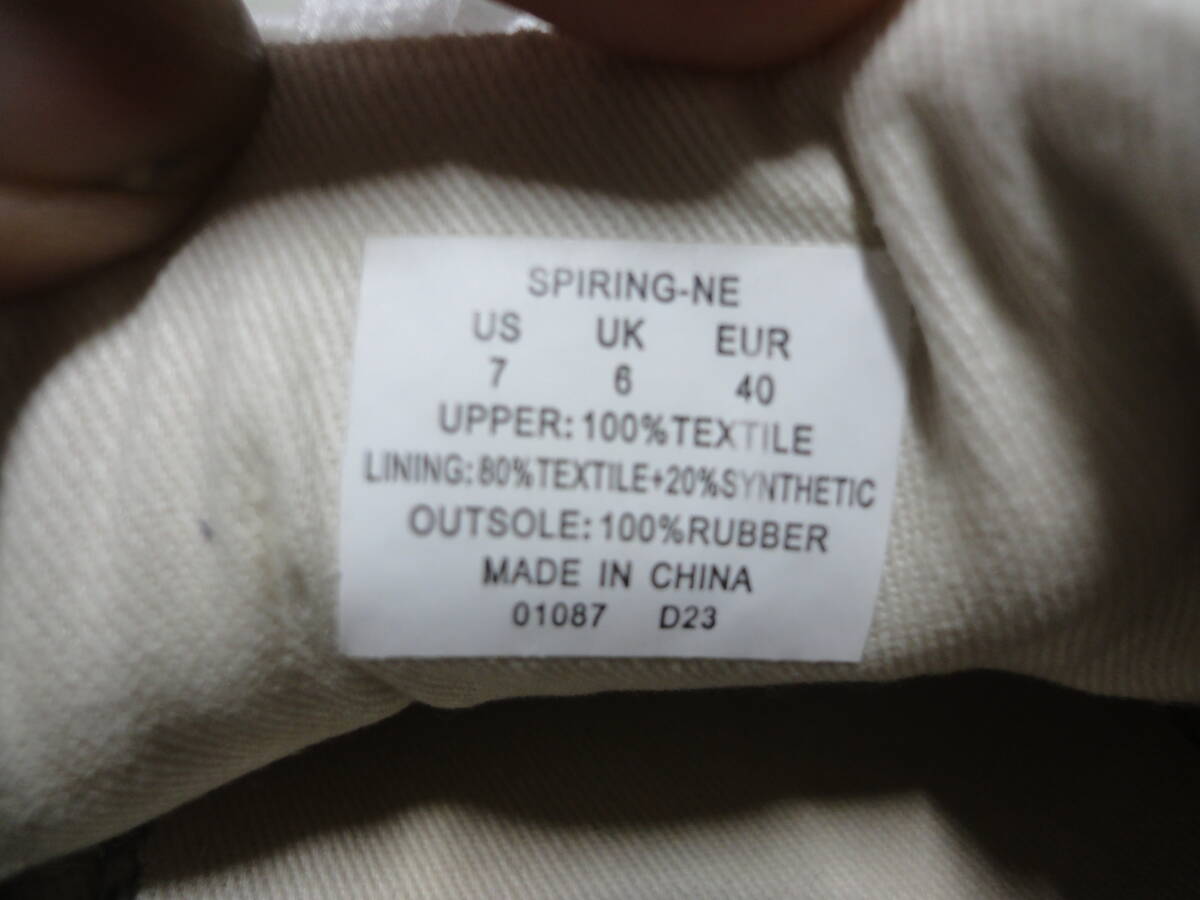 SPIRING-NE
US UK EUR
7 6 40
UPPER: 100%TEXTILE
LINING: 80%TEXTILE+20%SYNTHETIC
OUTSOLE: 100%RUBBER
MADE IN CHINA
01087 D23